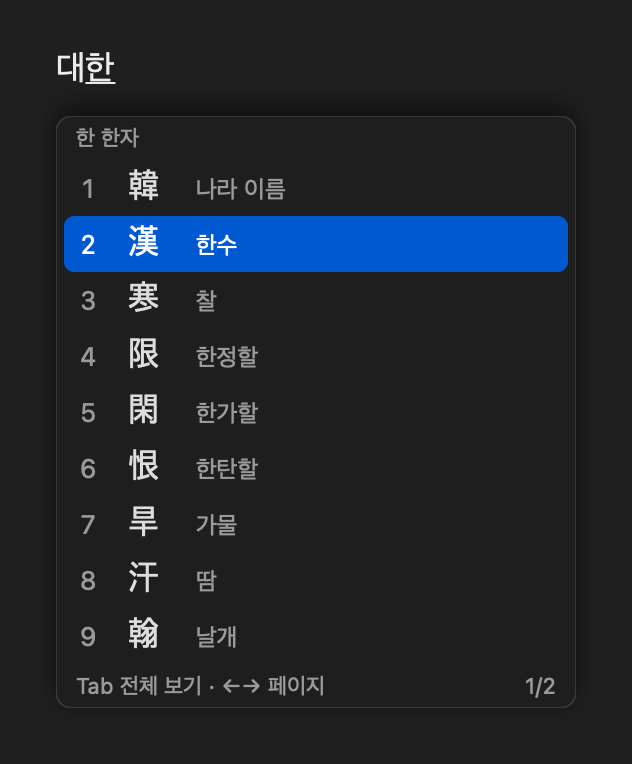 대한
한 한자
1 韓 나라 이름
2 漢 한수
3 寒 찰
4 限 한정할
5 閑 한가할
6 恨 한탄할
7 旱 가물
8 汗 땀
9 翰 날개
Tab 전체 보기 · ←→ 페이지 1/2